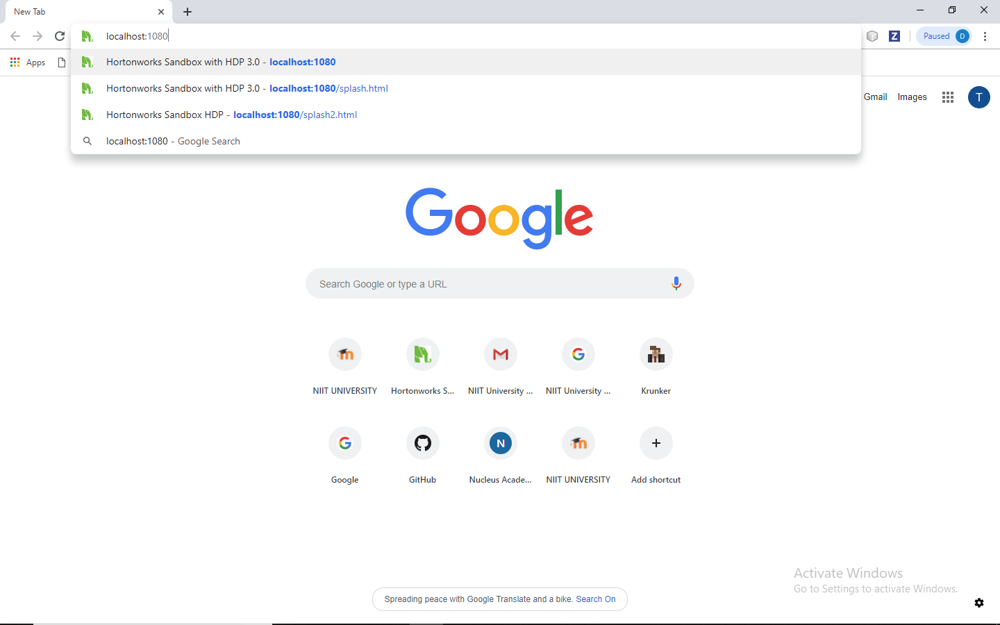 New Tab
localhost:1080
Paused D
Apps
Hortonworks Sandbox with HDP 3.0 - localhost:1080
Hortonworks Sandbox with HDP 3.0 - localhost:1080/splash.html
Gmail Images T
Hortonworks Sandbox HDP - localhost:1080/splash2.html
localhost:1080 - Google Search
Google
Search Google or type a URL
NIIT UNIVERSITY Hortonworks S... NIIT University ... NIIT University ... Krunker
N
Google GitHub Nucleus Acade... NIIT UNIVERSITY Add shortcut
Activate Windows
Go to Settings to activate Windows.
Spreading peace with Google Translate and a bike. Search On